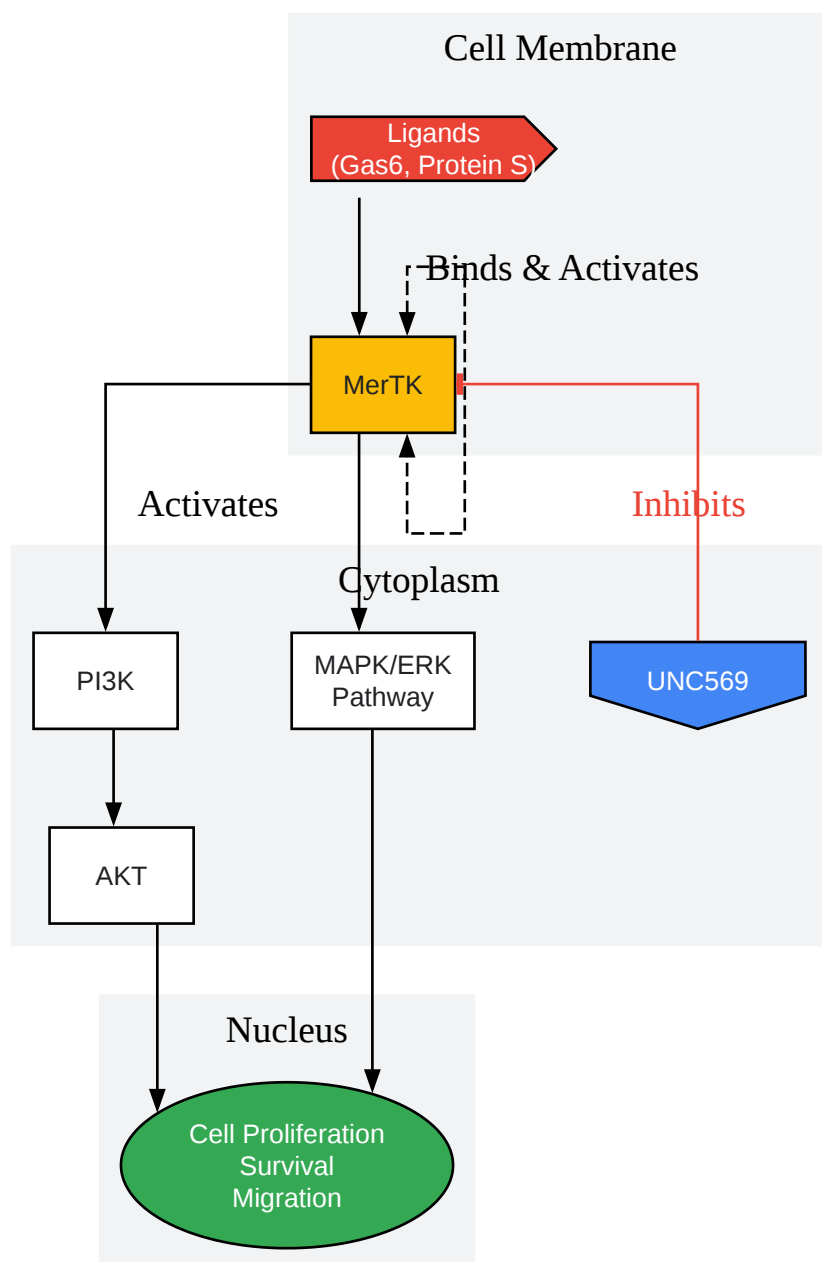 Cell Membrane
Ligands
(Gas6, Protein S)
Binds & Activates
MerTK
Activates
Inhibits
Cytoplasm
PI3K
MAPK/ERK
Pathway
UNC569
AKT
Nucleus
Cell Proliferation
Survival
Migration